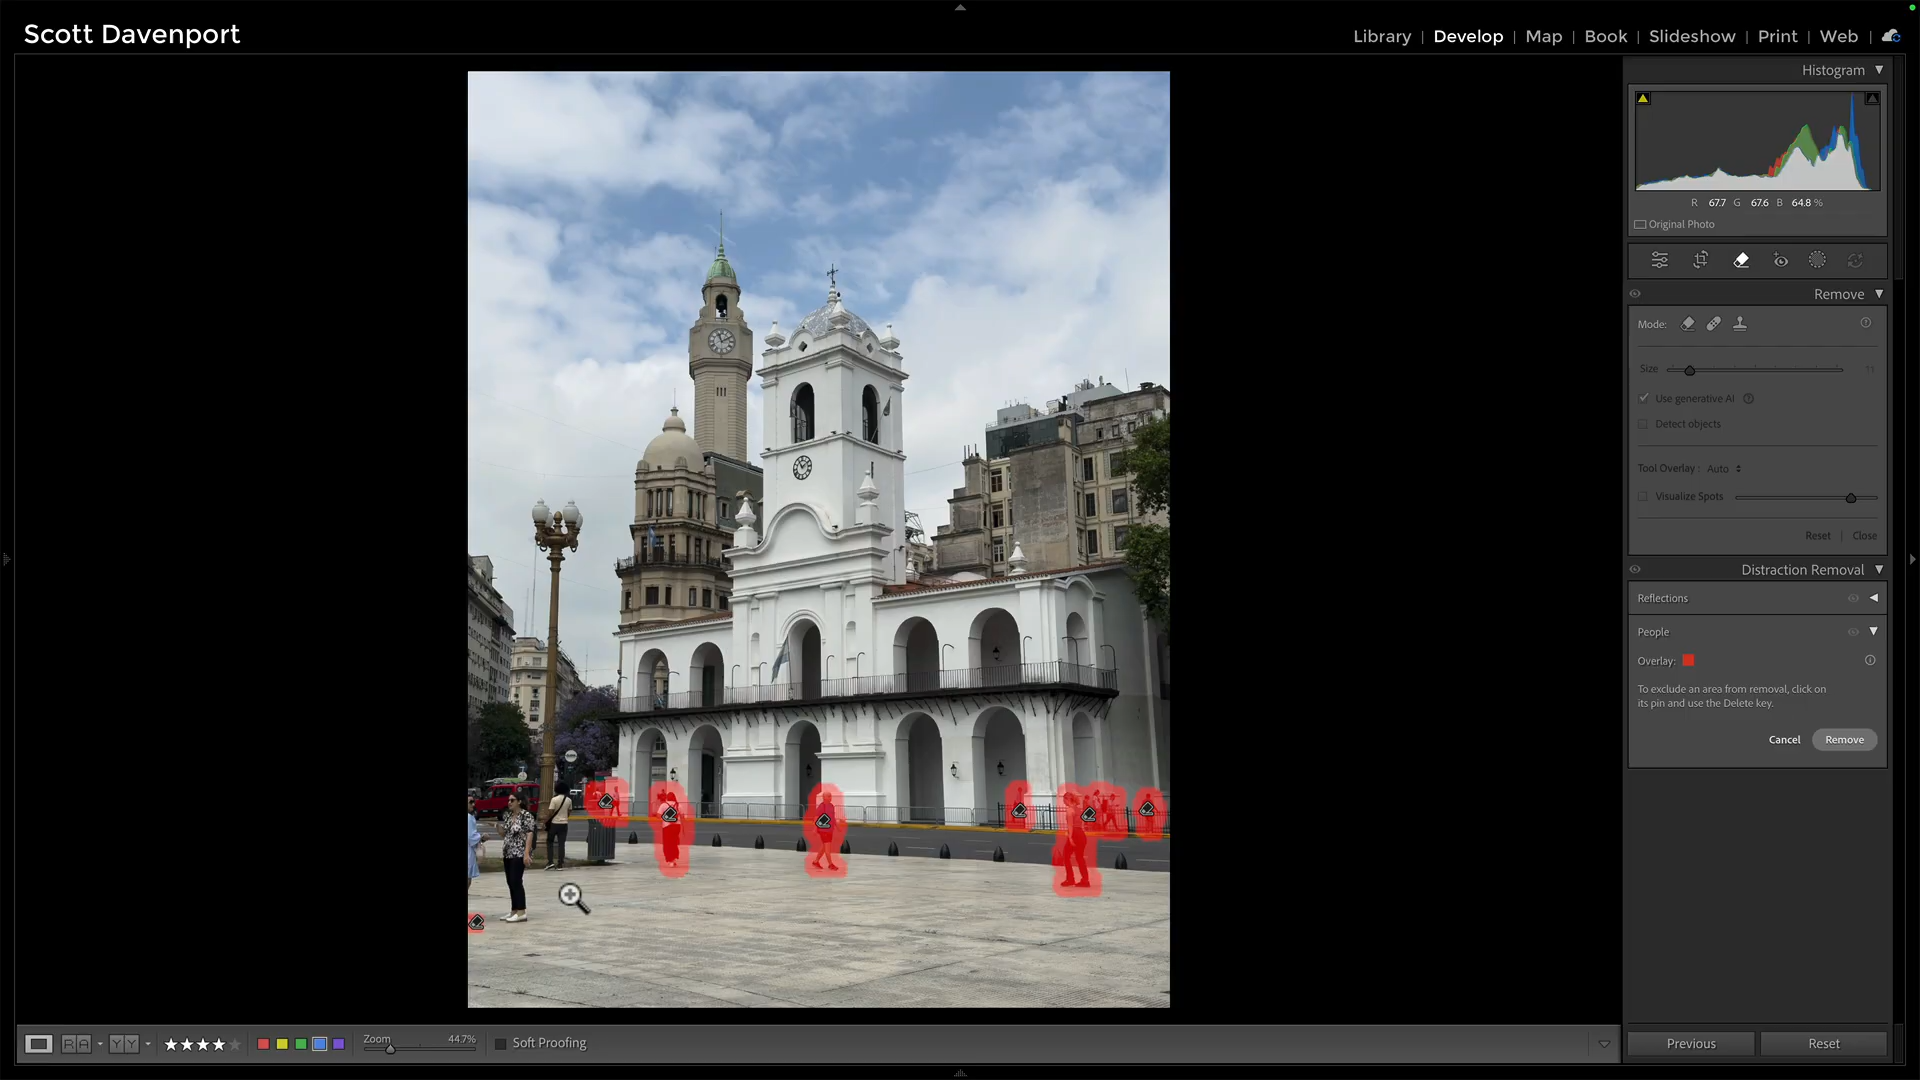 Scott Davenport
Library | Develop | Map | Book | Slideshow | Print | Web |
Histogram
R 67.7 G 67.6 B 64.8 %
Original Photo
Remove
Mode:
Size 11
Use generative AI
Detect objects
Tool Overlay : Auto
Visualize Spots
Reset | Close
Distraction Removal
Reflections
People
Overlay:
To exclude an area from removal, click on
its pin and use the Delete key.
Cancel Remove
R A Y Y Zoom 44.7% Soft Proofing
Previous Reset